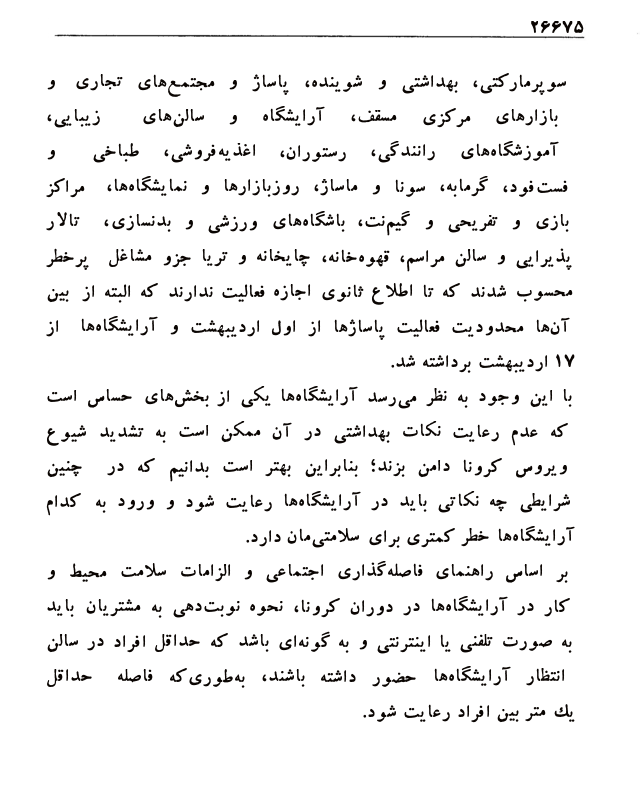 ۲۶۶۷۵
سوپرمارکتی، بهداشتی و شوینده، پاساژ و مجتمع‌های تجاری و
بازارهای مرکزی مسقف، آرایشگاه و سالن‌های زیبایی،
آموزشگاه‌های رانندگی، رستوران، اغذیه‌فروشی، طباخی و
فست‌فود، گرمابه، سونا و ماساژ، روزبازارها و نمایشگاه‌ها، مراکز
بازی و تفریحی و گیم‌نت، باشگاه‌های ورزشی و بدنسازی، تالار
پذیرایی و سالن مراسم، قهوه‌خانه، چایخانه و تریا جزو مشاغل پرخطر
محسوب شدند که تا اطلاع ثانوی اجازه فعالیت ندارند که البته از بین
آن‌ها محدودیت فعالیت پاساژها از اول اردیبهشت و آرایشگاه‌ها از
۱۷ اردیبهشت برداشته شد.
با این وجود به نظر می‌رسد آرایشگاه‌ها یکی از بخش‌های حساس است
که عدم رعایت نکات بهداشتی در آن ممکن است به تشدید شیوع
ویروس کرونا دامن بزند؛ بنابراین بهتر است بدانیم که در چنین
شرایطی چه نکاتی باید در آرایشگاه‌ها رعایت شود و ورود به کدام
آرایشگاه‌ها خطر کمتری برای سلامتی‌مان دارد.
بر اساس راهنمای فاصله‌گذاری اجتماعی و الزامات سلامت محیط و
کار در آرایشگاه‌ها در دوران کرونا، نحوه نوبت‌دهی به مشتریان باید
به صورت تلفنی یا اینترنتی و به گونه‌ای باشد که حداقل افراد در سالن
انتظار آرایشگاه‌ها حضور داشته باشند، به‌طوری‌که فاصله حداقل
یك متر بین افراد رعایت شود.